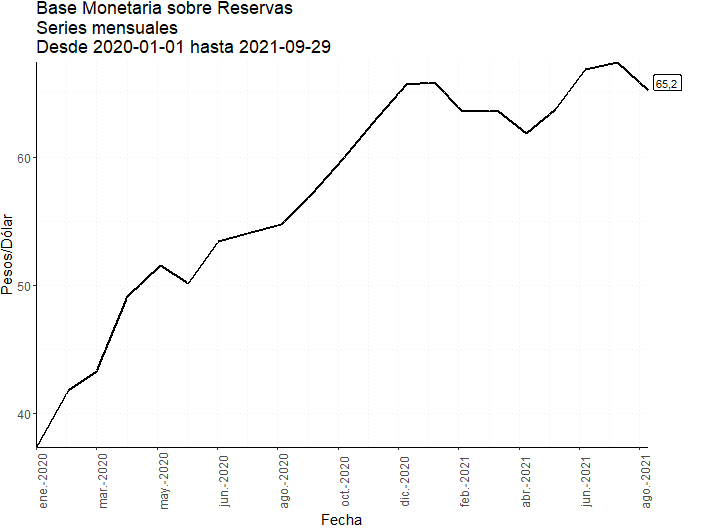 Base Monetaria sobre Reservas
Series mensuales
Desde 2020-01-01 hasta 2021-09-29
65,2
60
50
40
Pesos/Dólar
ene.-2020
mar.-2020
may.-2020
jun.-2020
ago.-2020
oct.-2020
dic.-2020
feb.-2021
abr.-2021
jun.-2021
ago.-2021
Fecha